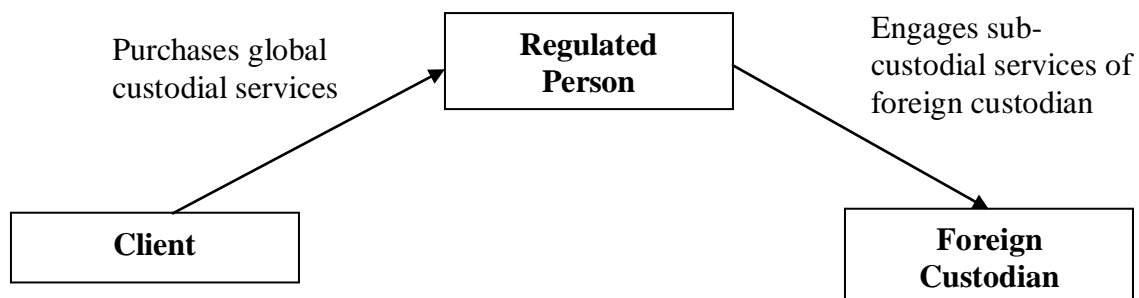 Purchases global
custodial services
Regulated
Person
Engages sub-
custodial services of
foreign custodian
Client
Foreign
Custodian